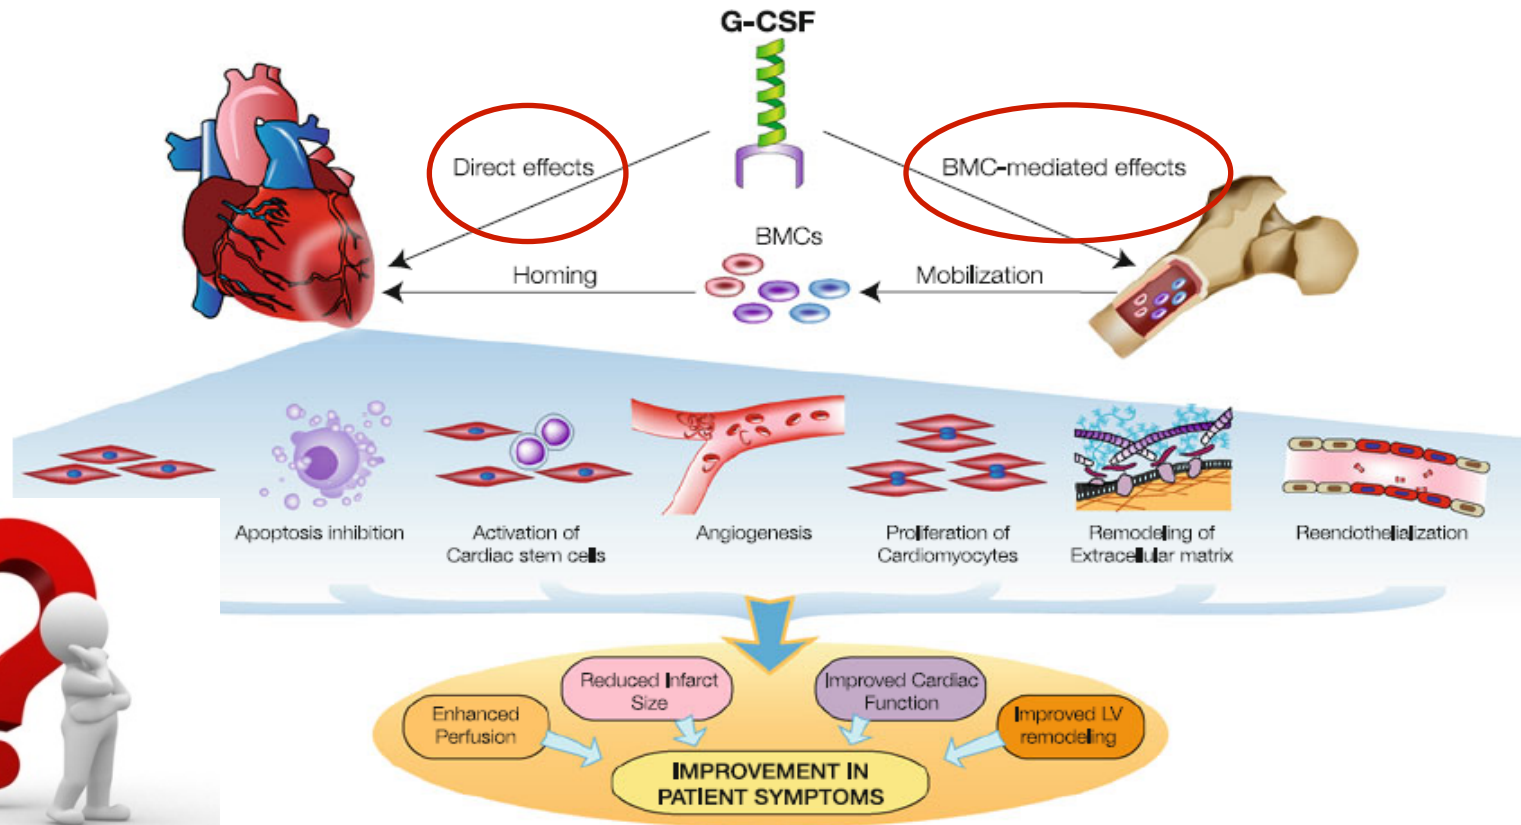 G-CSF
Direct effects
BMC-mediated effects
BMCs
Homing
Mobilization
Apoptosis inhibition
Activation of
Cardiac stem cells
Angiogenesis
Proliferation of
Cardiomyocytes
Remodeling of
Extracellular matrix
Reendothelialization
Enhanced
Perfusion
Reduced Infarct
Size
Improved Cardiac
Function
Improved LV
remodeling
IMPROVEMENT IN
PATIENT SYMPTOMS